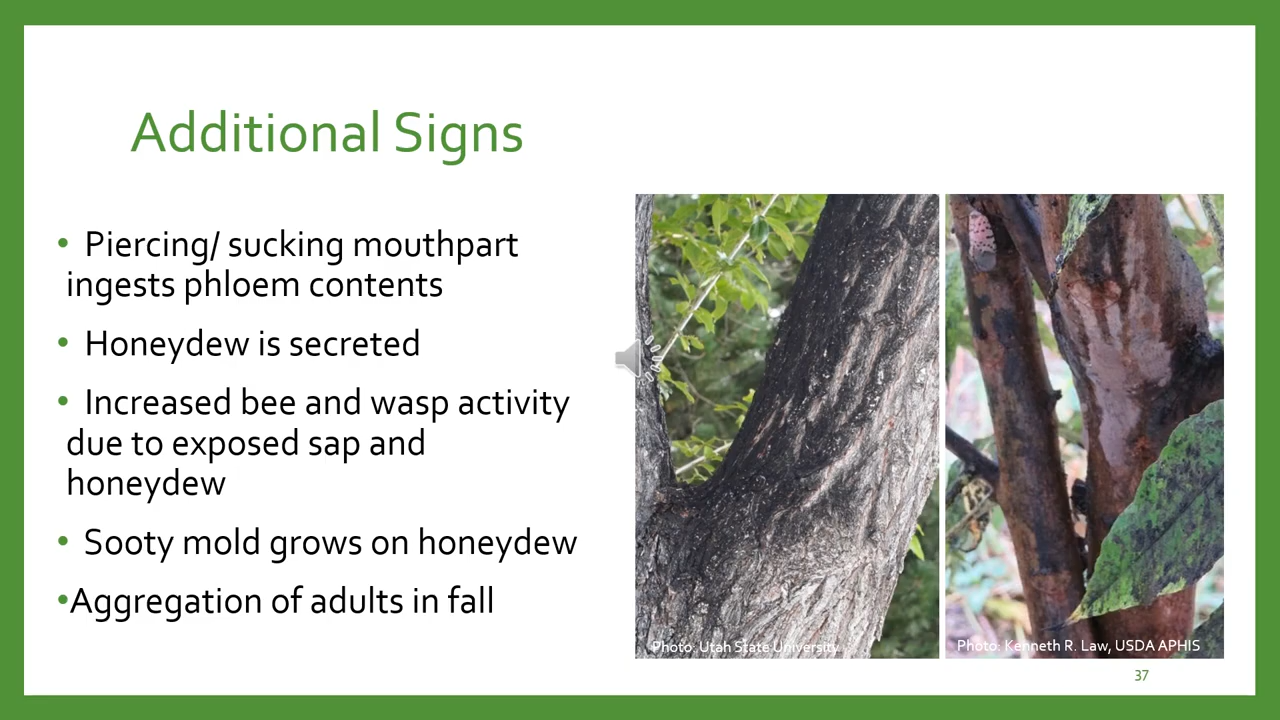 Additional Signs
• Piercing/ sucking mouthpart
ingests phloem contents
• Honeydew is secreted
• Increased bee and wasp activity
due to exposed sap and
honeydew
• Sooty mold grows on honeydew
•Aggregation of adults in fall
Photo: Utah State University
Photo: Kenneth R. Law, USDA APHIS
37